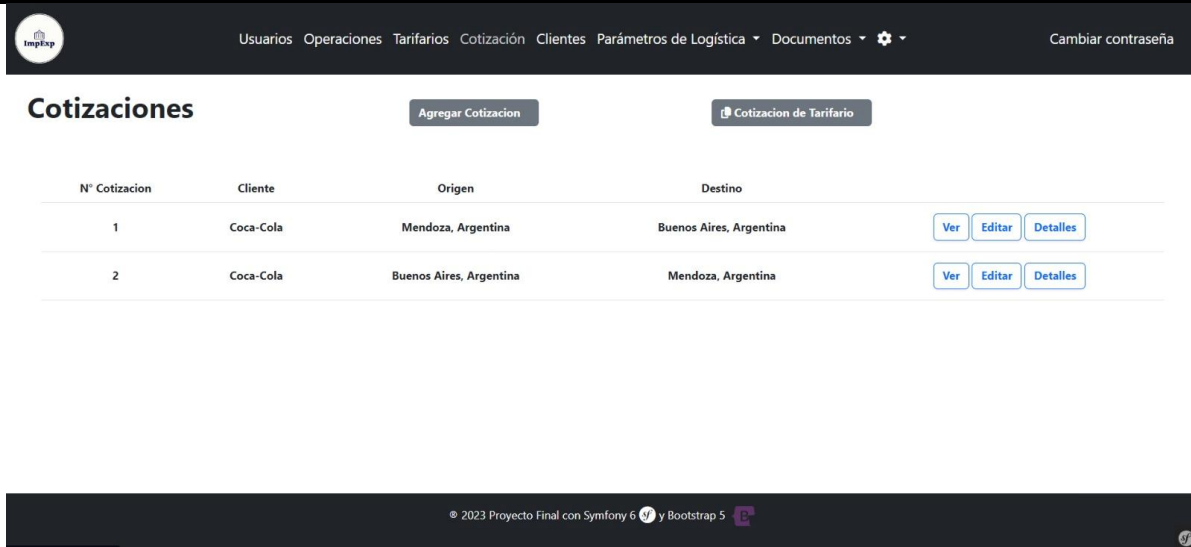 ImpExp
Usuarios Operaciones Tarifarios Cotización Clientes Parámetros de Logística Documentos Cambiar contraseña
Cotizaciones Agregar Cotizacion Cotizacion de Tarifario
N° Cotizacion Cliente Origen Destino
1 Coca-Cola Mendoza, Argentina Buenos Aires, Argentina Ver Editar Detalles
2 Coca-Cola Buenos Aires, Argentina Mendoza, Argentina Ver Editar Detalles
® 2023 Proyecto Final con Symfony 6 sf y Bootstrap 5 B
sf